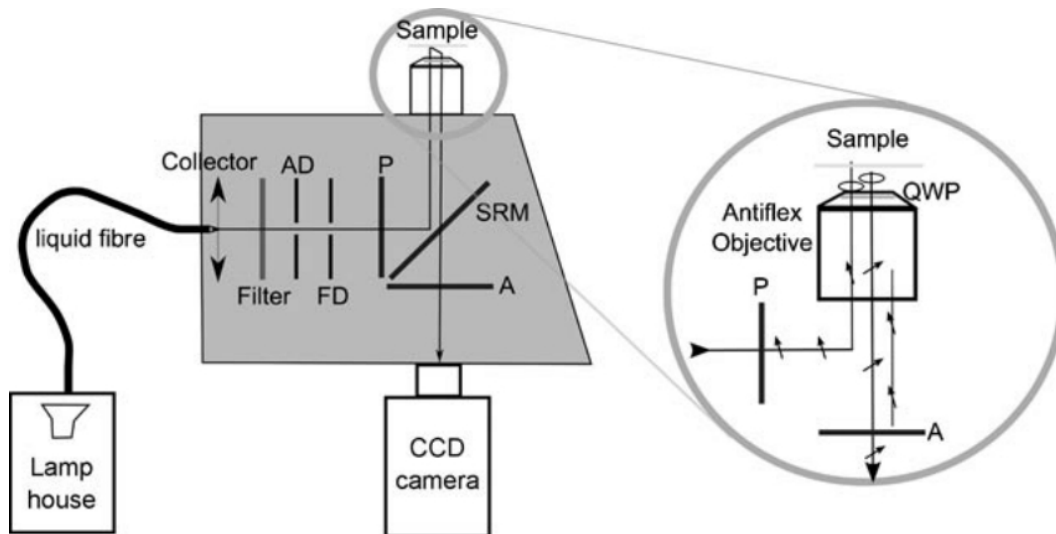 Sample
Collector
AD
P
SRM
liquid fibre
Filter
FD
A
Lamp
house
CCD
camera
Sample
QWP
Antiflex
Objective
P
A